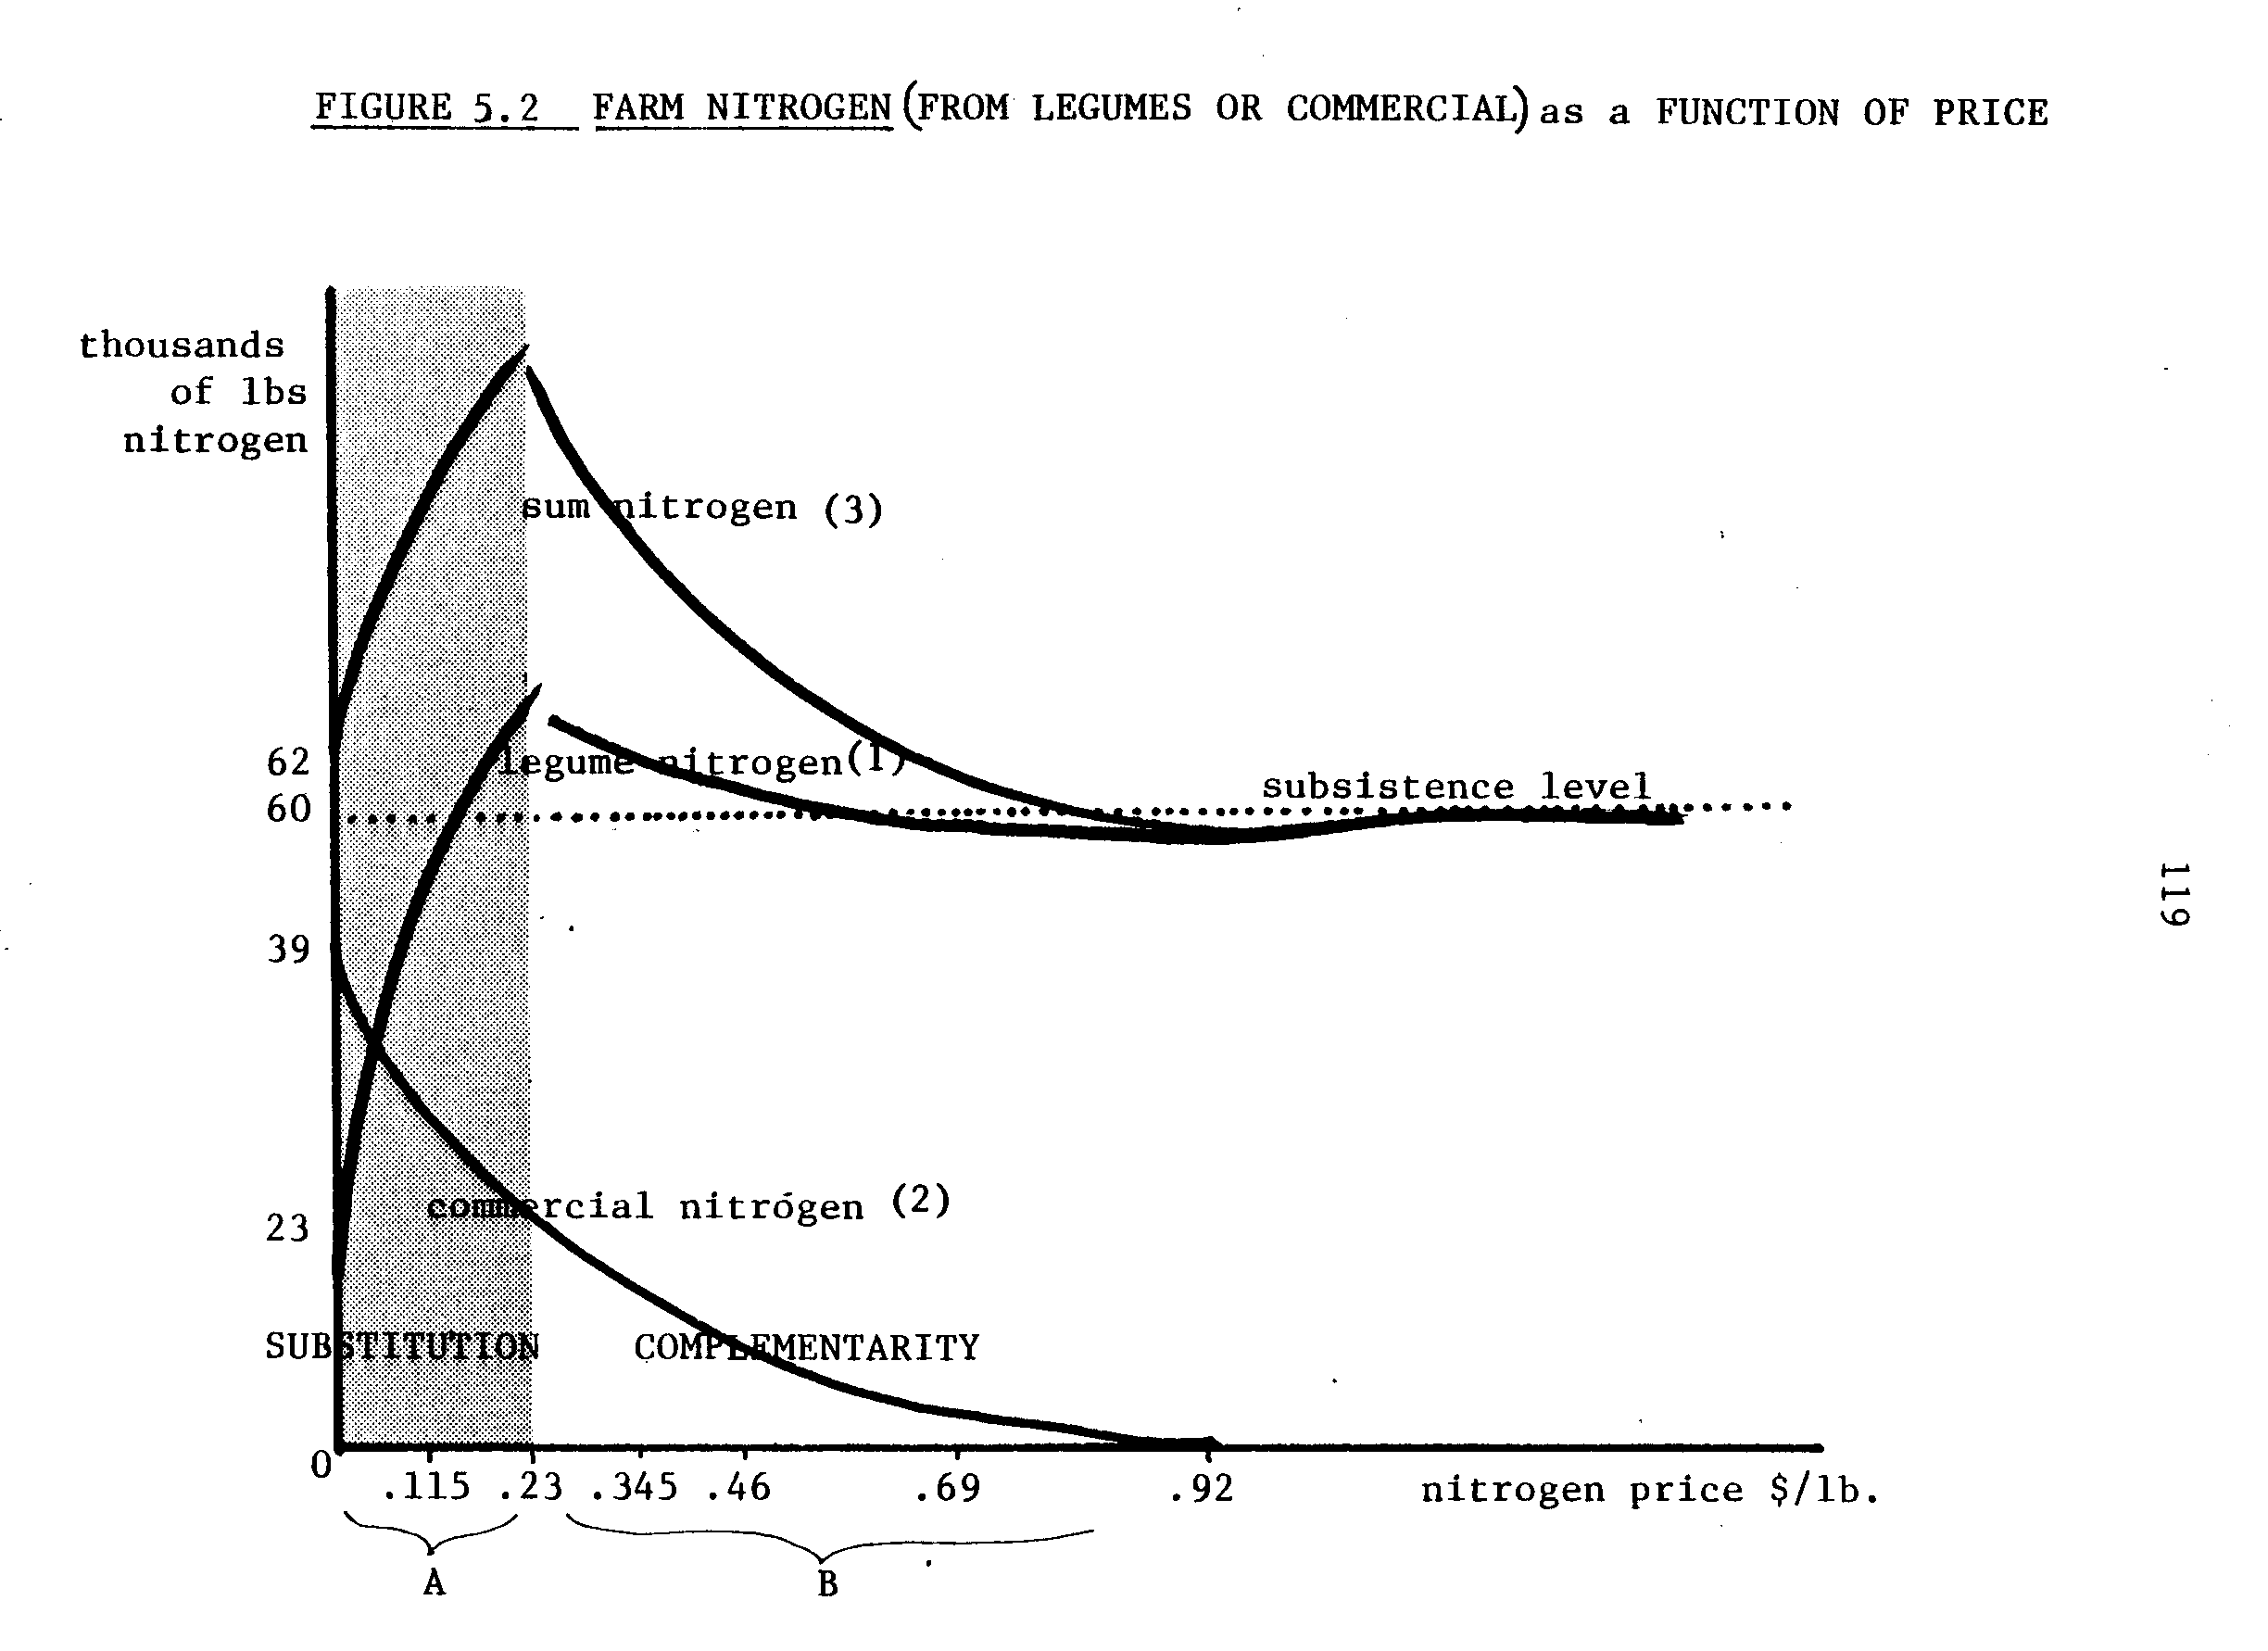 FIGURE 5.2 FARM NITROGEN (FROM LEGUMES OR COMMERCIAL) as a FUNCTION OF PRICE
thousands
of lbs
nitrogen
sum nitrogen (3)
62
legume nitrogen (1)
60
subsistence level
39
119
commercial nitrogen (2)
23
SUBSTITUTION COMPLEMENTARITY
0
.115 .23 .345 .46 .69 .92 nitrogen price $/lb.
A B